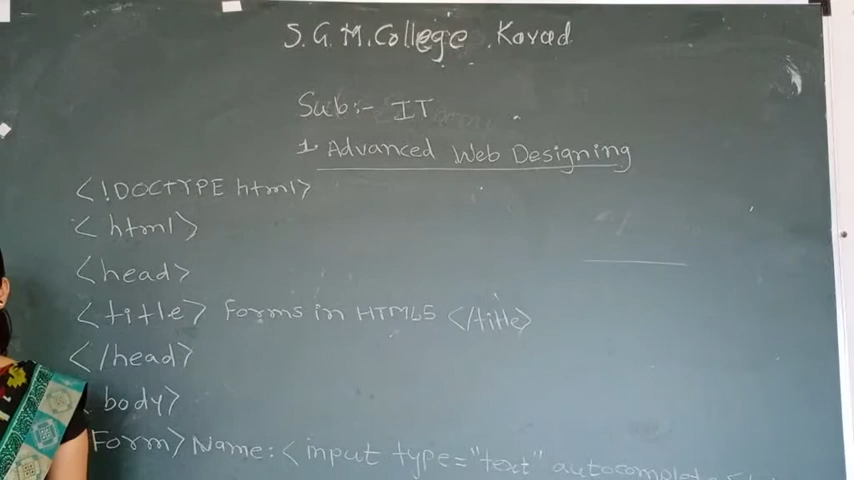 S.G.M.College Karad
Sub:- IT
1. Advanced Web Designing
<!DOCTYPE html>
<html>
<head>
<title> Forms in HTML5 </title>
</head>
body>
Form> Name: <input type="text"